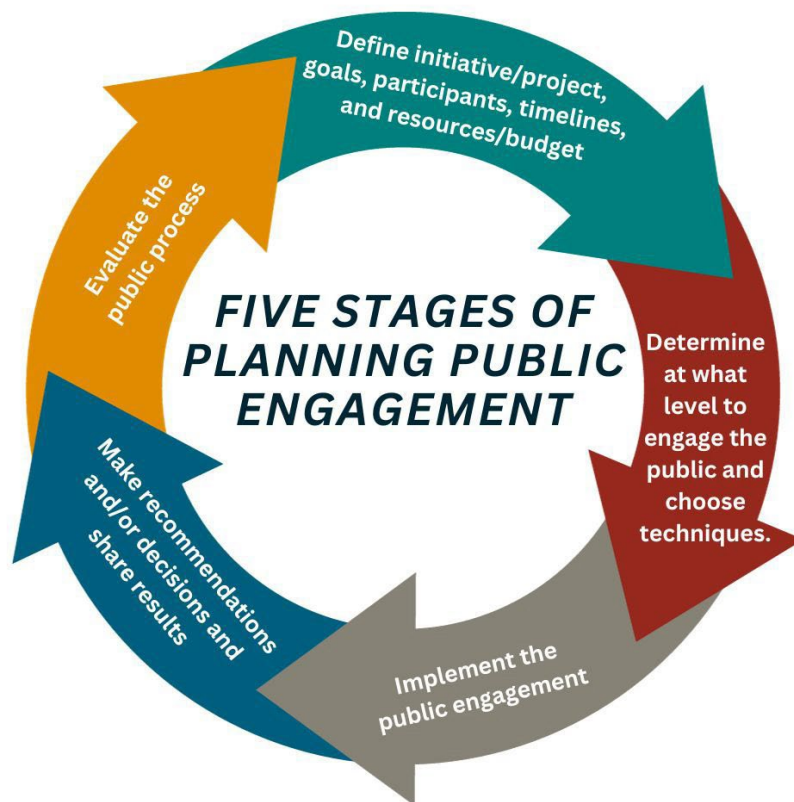 FIVE STAGES OF
PLANNING PUBLIC
ENGAGEMENT
Define initiative/project,
goals, participants, timelines,
and resources/budget
Determine
at what
level to
engage the
public and
choose
techniques.
Implement the
public engagement
Make recommendations
and/or decisions and
share results
Evaluate the
public process